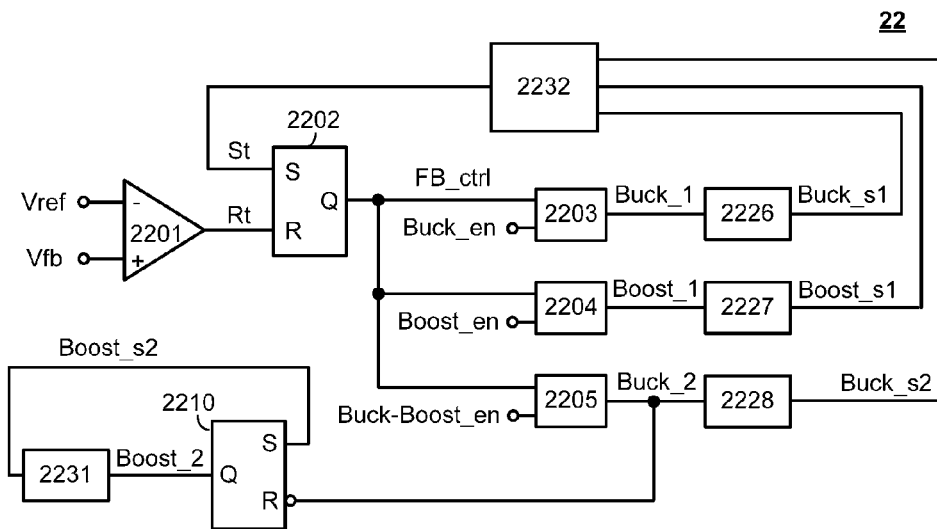 22
2232
2202
St
S
Q
R
FB_ctrl
Vref
-
2201
Rt
Vfb
+
Buck_en
2203
Buck_1
2226
Buck_s1
Boost_en
2204
Boost_1
2227
Boost_s1
Buck-Boost_en
2205
Buck_2
2228
Buck_s2
Boost_s2
2210
S
Q
R
2231
Boost_2